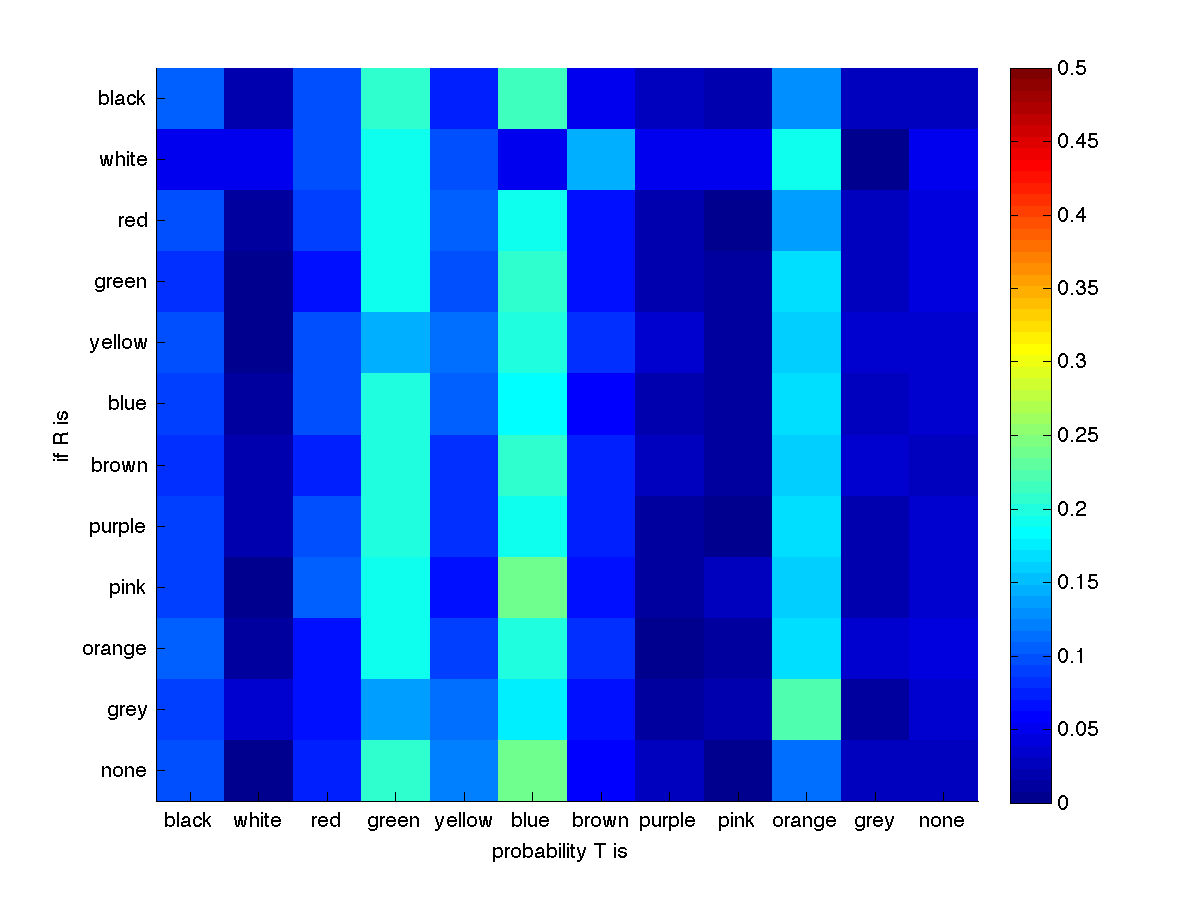 if R is
black
white
red
green
yellow
blue
brown
purple
pink
orange
grey
none
black white red green yellow blue brown purple pink orange grey none
probability T is
0.5
0.45
0.4
0.35
0.3
0.25
0.2
0.15
0.1
0.05
0